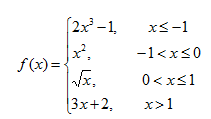 f(x) = { 2x³ − 1, x ≤ −1
x², −1 < x ≤ 0
√x, 0 < x ≤ 1
3x + 2, x > 1